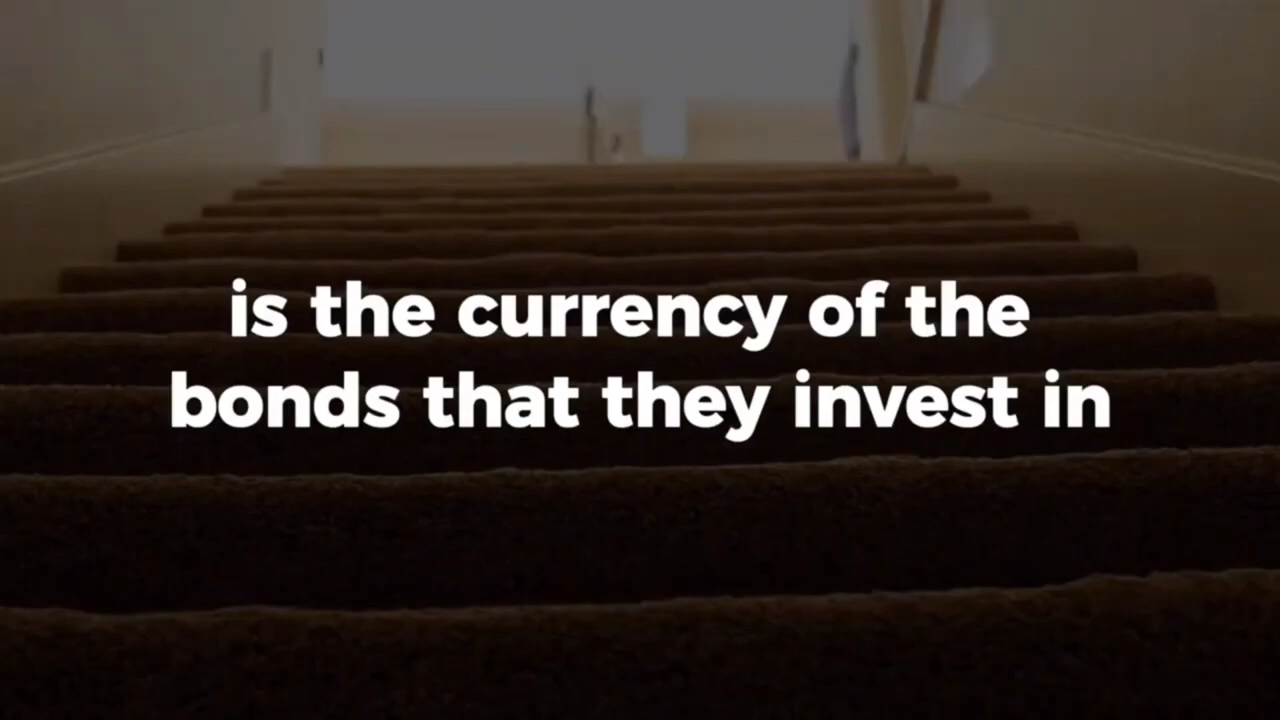 is the currency of the
bonds that they invest in